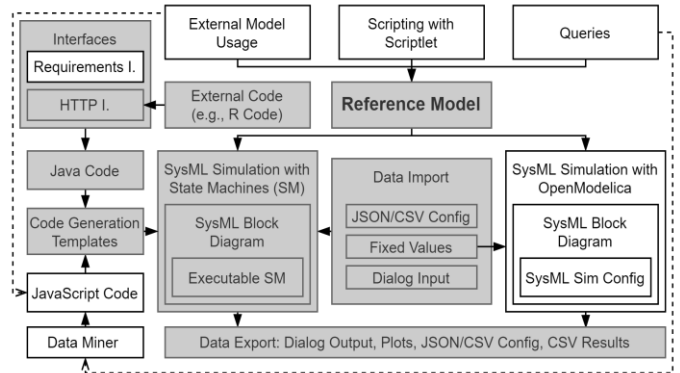 External Model
Usage
Scripting with
Scriptlet
Queries
Interfaces
Requirements I.
HTTP I.
External Code
(e.g., R Code)
Reference Model
Java Code
Code Generation
Templates
JavaScript Code
Data Miner
SysML Simulation with
State Machines (SM)
SysML Block
Diagram
Executable SM
Data Import
JSON/CSV Config
Fixed Values
Dialog Input
SysML Simulation with
OpenModelica
SysML Block
Diagram
SysML Sim Config
Data Export: Dialog Output, Plots, JSON/CSV Config, CSV Results